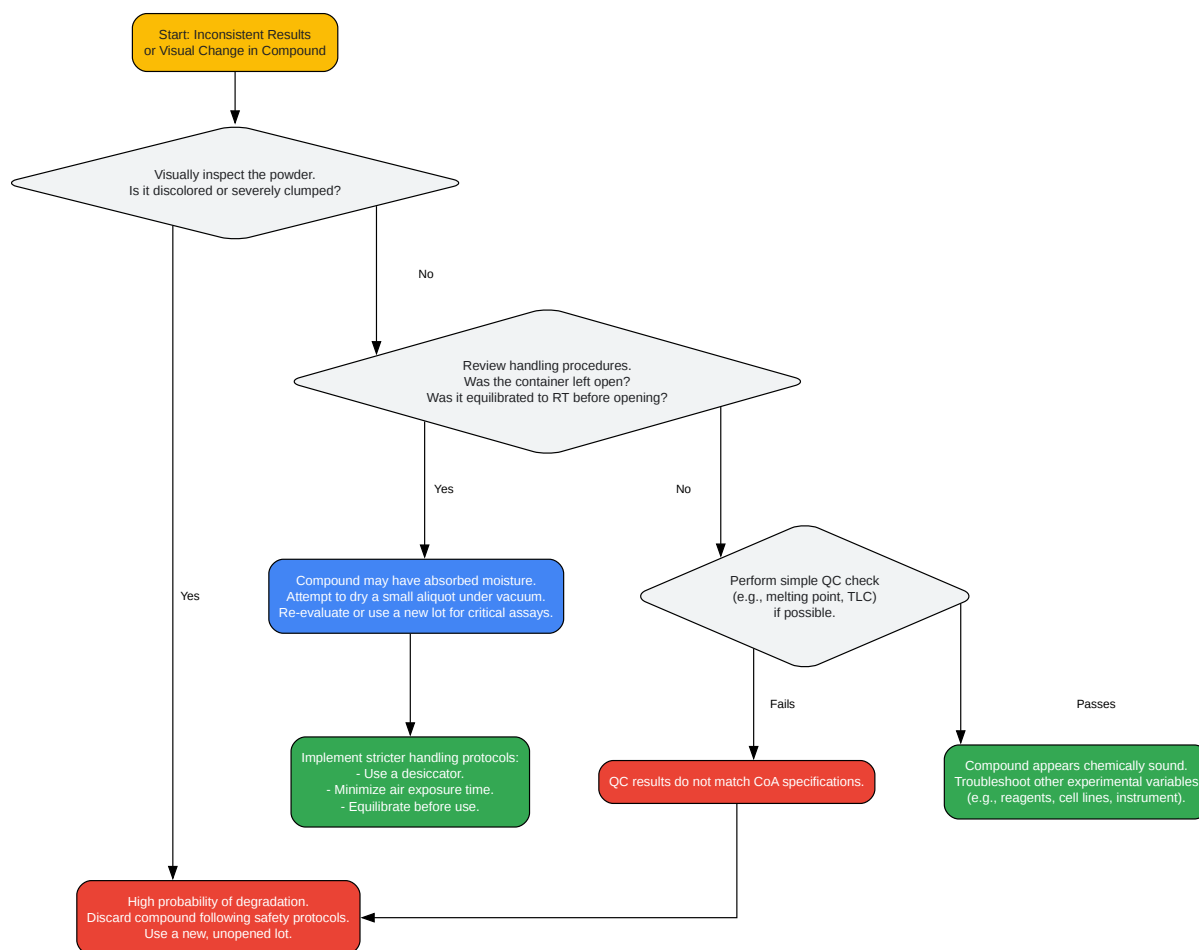 Start: Inconsistent Results
or Visual Change in Compound
Visually inspect the powder.
Is it discolored or severely clumped?
No
Review handling procedures.
Was the container left open?
Was it equilibrated to RT before opening?
Yes
No
Yes
Compound may have absorbed moisture.
Attempt to dry a small aliquot under vacuum.
Re-evaluate or use a new lot for critical assays.
Perform simple QC check
(e.g., melting point, TLC)
if possible.
Fails
Passes
Implement stricter handling protocols:
- Use a desiccator.
- Minimize air exposure time.
- Equilibrate before use.
QC results do not match CoA specifications.
Compound appears chemically sound.
Troubleshoot other experimental variables
(e.g., reagents, cell lines, instrument).
High probability of degradation.
Discard compound following safety protocols.
Use a new, unopened lot.